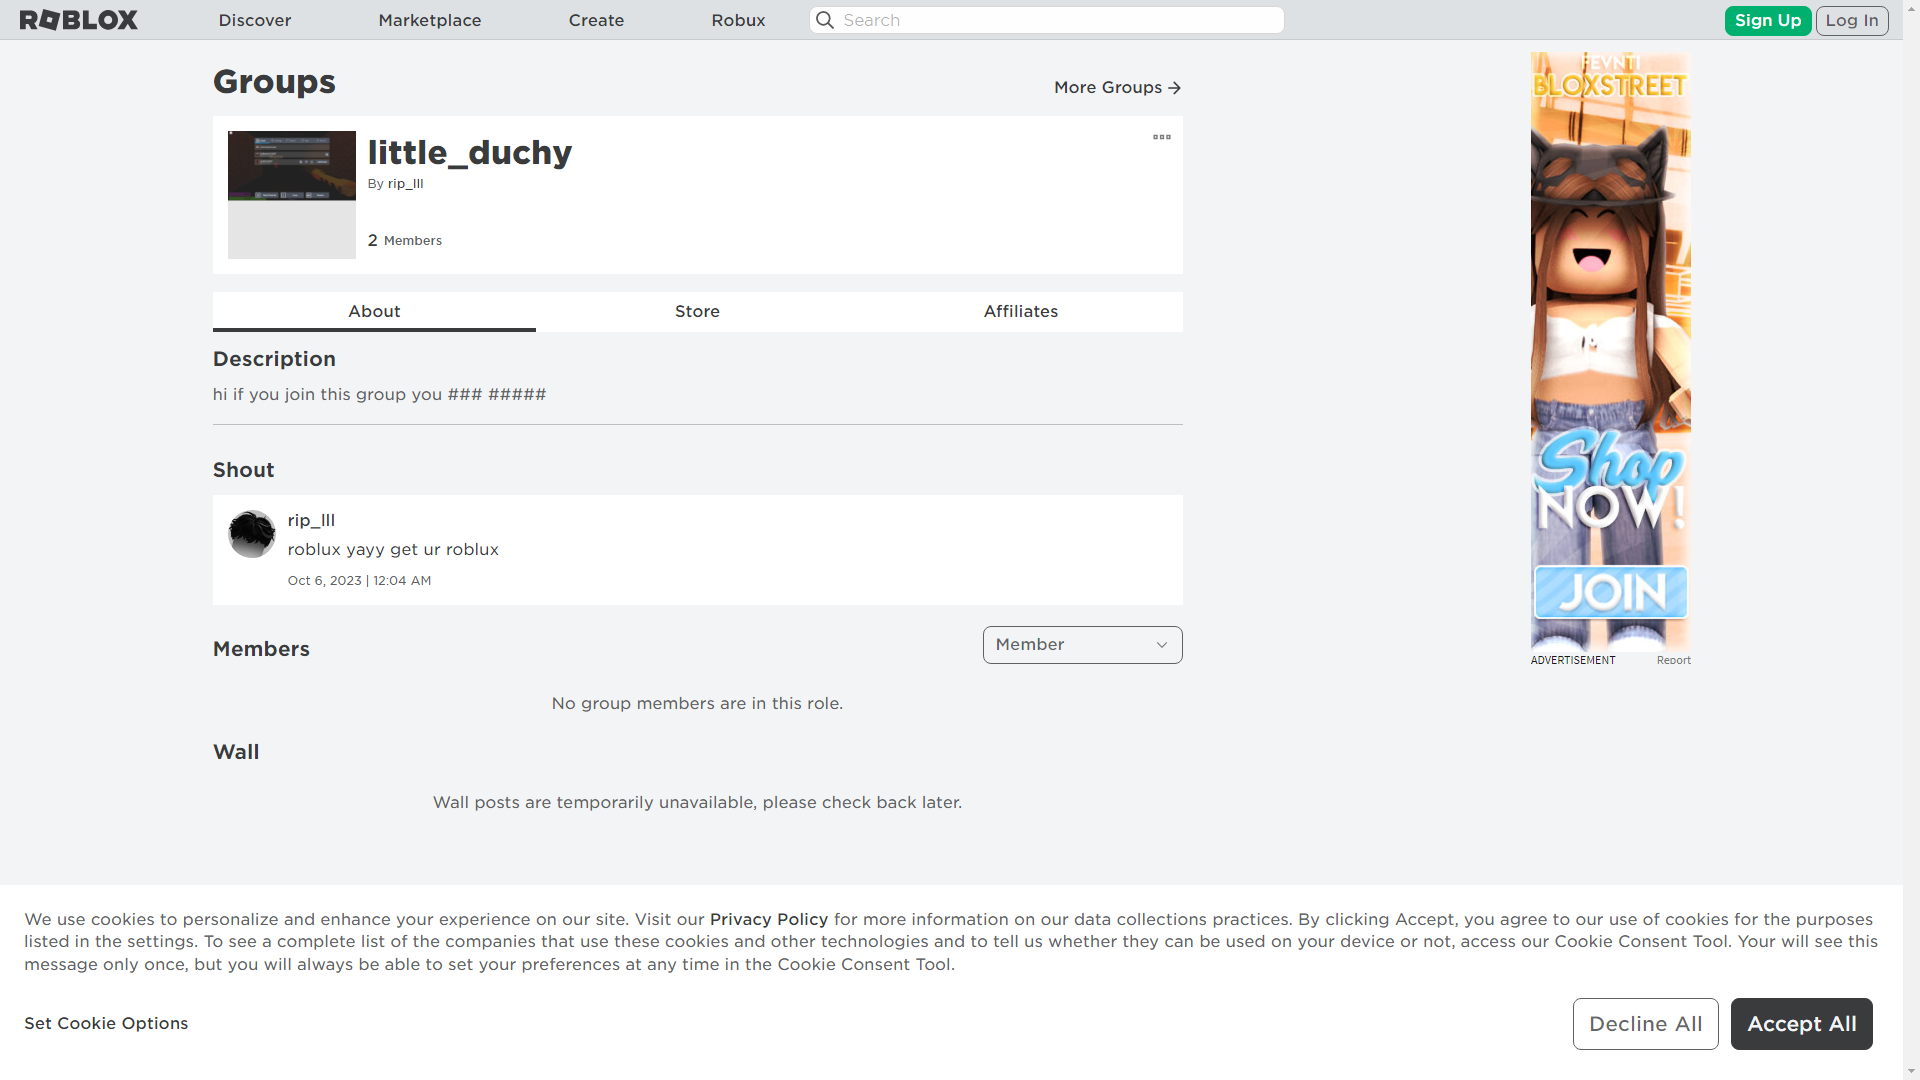 ROBLOX
Discover
Marketplace
Create
Robux
Search
Sign Up
Log In
Groups
More Groups
little_duchy
By rip_lll
2 Members
About
Store
Affiliates
Description
hi if you join this group you ### #####
Shout
rip_lll
roblux yayy get ur roblux
Oct 6, 2023 | 12:04 AM
Members
Member
No group members are in this role.
Wall
Wall posts are temporarily unavailable, please check back later.
FEVNTI
BLOXSTREET
Shop
NOW!
JOIN
ADVERTISEMENT
Report
We use cookies to personalize and enhance your experience on our site. Visit our Privacy Policy for more information on our data collections practices. By clicking Accept, you agree to our use of cookies for the purposes
listed in the settings. To see a complete list of the companies that use these cookies and other technologies and to tell us whether they can be used on your device or not, access our Cookie Consent Tool. Your will see this
message only once, but you will always be able to set your preferences at any time in the Cookie Consent Tool.
Set Cookie Options
Decline All
Accept All